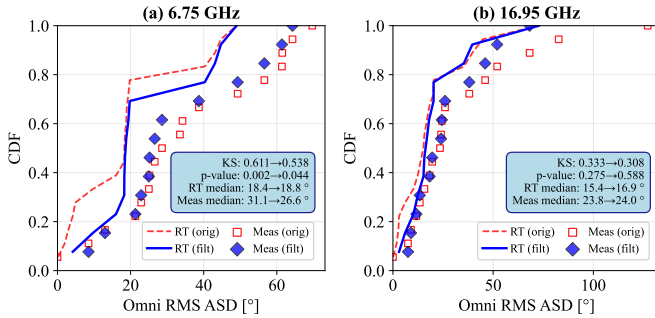 (a) 6.75 GHz
CDF
1.0
0.8
0.6
0.4
0.2
0.0
KS: 0.611→0.538
p-value: 0.002→0.044
RT median: 18.4→18.8 °
Meas median: 31.1→26.6 °
RT (orig)
RT (filt)
Meas (orig)
Meas (filt)
0 20 40 60
Omni RMS ASD [°]
(b) 16.95 GHz
CDF
1.0
0.8
0.6
0.4
0.2
0.0
KS: 0.333→0.308
p-value: 0.275→0.588
RT median: 15.4→16.9 °
Meas median: 23.8→24.0 °
RT (orig)
RT (filt)
Meas (orig)
Meas (filt)
0 50 100
Omni RMS ASD [°]